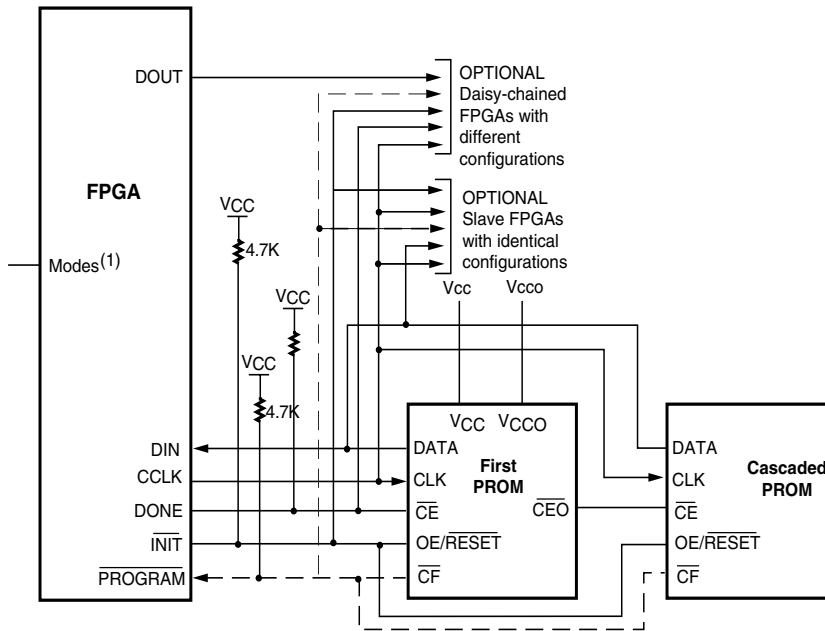 DOUT
OPTIONAL
Daisy-chained
FPGAs with
different
configurations
FPGA
VCC
4.7K
OPTIONAL
Slave FPGAs
with identical
configurations
Modes(1)
VCC
Vcc
Vcco
VCC
4.7K
VCC
VCCO
DIN
DATA
First
PROM
DATA
CCLK
CLK
CLK
Cascaded
PROM
DONE
CE
CEO
CE
INIT
OE/RESET
OE/RESET
PROGRAM
CF
CF